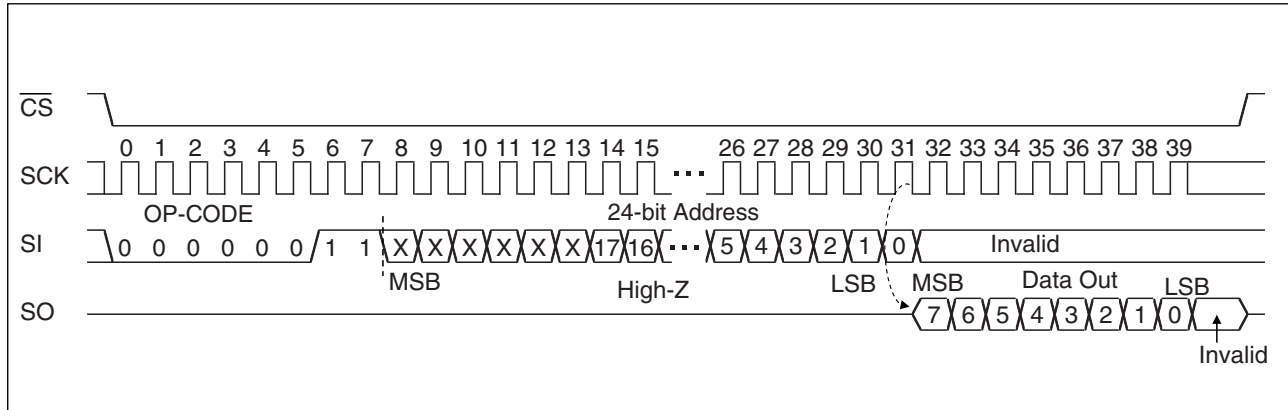 CS
0 1 2 3 4 5 6 7 8 9 10 11 12 13 14 15 26 27 28 29 30 31 32 33 34 35 36 37 38 39
SCK
OP-CODE 24-bit Address
SI 0 0 0 0 0 0 1 1 X X X X X X 17 16 5 4 3 2 1 0 Invalid
MSB High-Z LSB MSB Data Out LSB
SO 7 6 5 4 3 2 1 0
Invalid